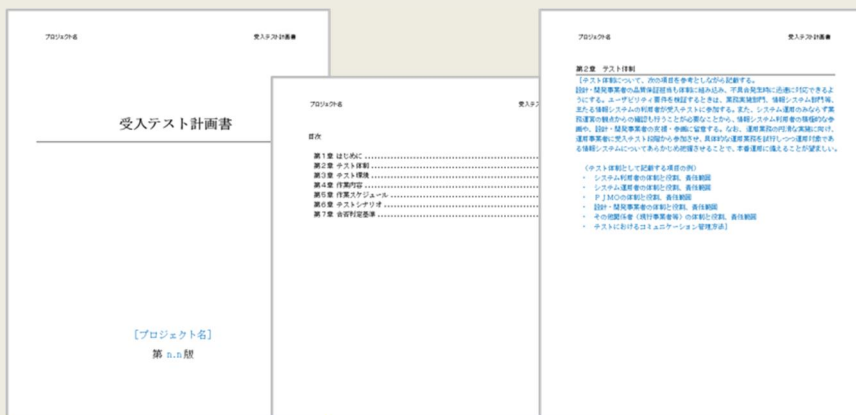 プロジェクト名 受入テスト計画書
受入テスト計画書
[プロジェクト名]
第 n.n版
プロジェクト名 受入テス
目次
第1章 はじめに
第2章 テスト体制
第3章 テスト環境
第4章 作業内容
第5章 作業スケジュール
第6章 テストシナリオ
第7章 合否判定基準
プロジェクト名 受入テスト計画書
第2章 テスト体制
[テスト体制について、次の項目を参考としながら記載する。
設計・開発事業者の品質保証担当も体制に組み込み、不具合発生時に迅速に対応できるよ
うにする。ユーザビリティ要件を検証するときは、業務実施部門、情報システム部門等、
主たる情報システムの利用者が受入テストに参加する。また、システム運用のみならず業
務運営の観点からの確認も行うことが必要なことから、情報システム利用者の積極的な参
画や、設計・開発事業者の支援・参画に留意する。なお、運用業務の円滑な実施に向け、
運用事業者に受入テスト段階から参加させ、具体的な運用業務を試行しつつ運用対象であ
る情報システムについてあらかじめ把握させることで、本番運用に備えることが望ましい。
（テスト体制として記載する項目の例）
・ システム利用者の体制と役割、責任範囲
・ システム運用者の体制と役割、責任範囲
・ ＰＪＭＯの体制と役割、責任範囲
・ 設計・開発事業者の体制と役割、責任範囲
・ その他関係者（現行事業者等）の体制と役割、責任範囲
・ テストにおけるコミュニケーション管理方法]